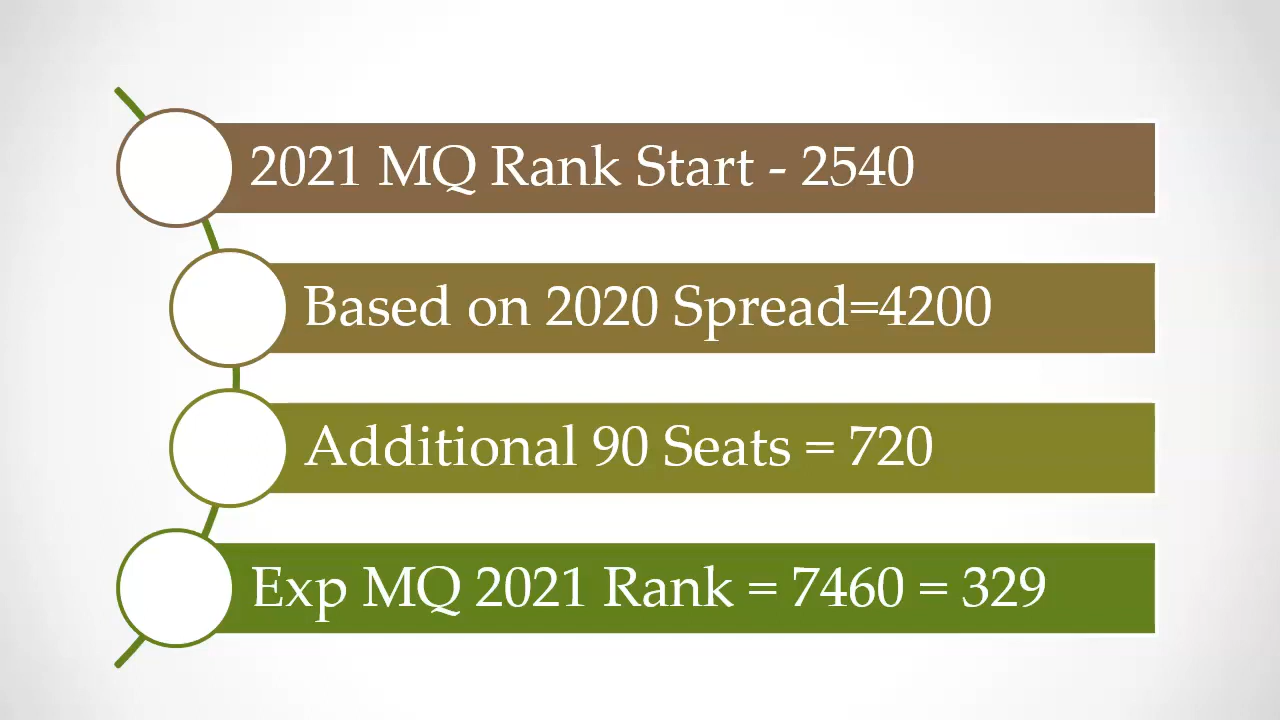 2021 MQ Rank Start - 2540
Based on 2020 Spread=4200
Additional 90 Seats = 720
Exp MQ 2021 Rank = 7460 = 329